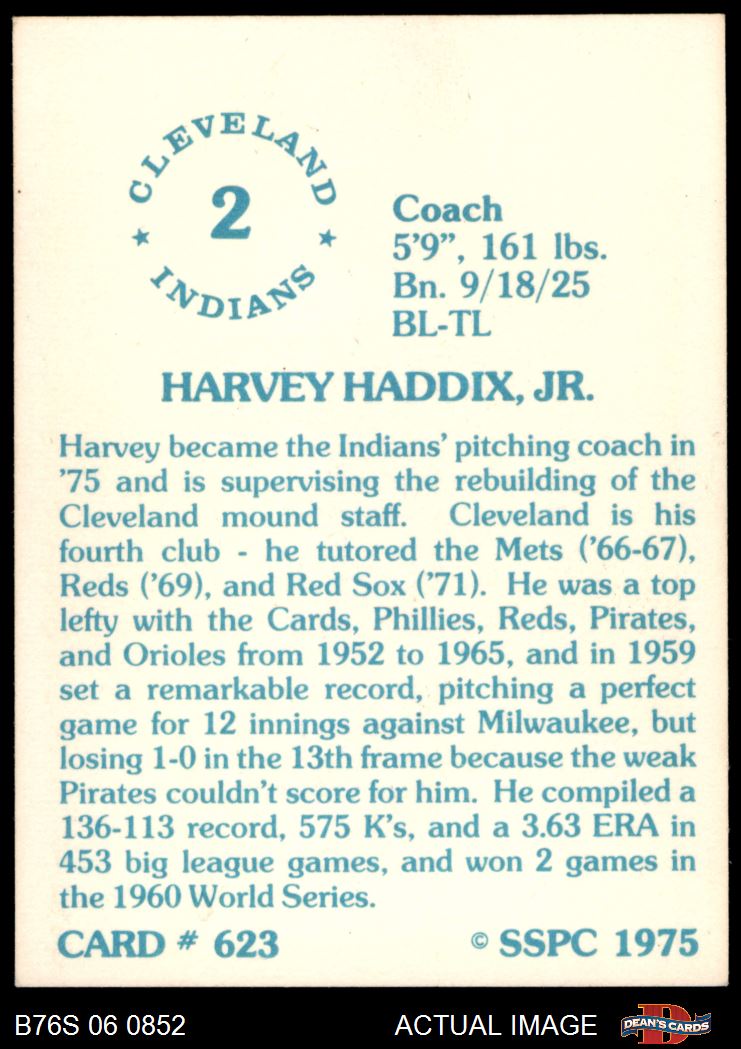 CLEVELAND
2
INDIANS
Coach
5'9", 161 lbs.
Bn. 9/18/25
BL-TL
HARVEY HADDIX, JR.
Harvey became the Indians' pitching coach in
'75 and is supervising the rebuilding of the
Cleveland mound staff. Cleveland is his
fourth club - he tutored the Mets ('66-67),
Reds ('69), and Red Sox ('71). He was a top
lefty with the Cards, Phillies, Reds, Pirates,
and Orioles from 1952 to 1965, and in 1959
set a remarkable record, pitching a perfect
game for 12 innings against Milwaukee, but
losing 1-0 in the 13th frame because the weak
Pirates couldn't score for him. He compiled a
136-113 record, 575 K's, and a 3.63 ERA in
453 big league games, and won 2 games in
the 1960 World Series.
CARD # 623 © SSPC 1975
B76S 06 0852 ACTUAL IMAGE D DEAN'S CARDS